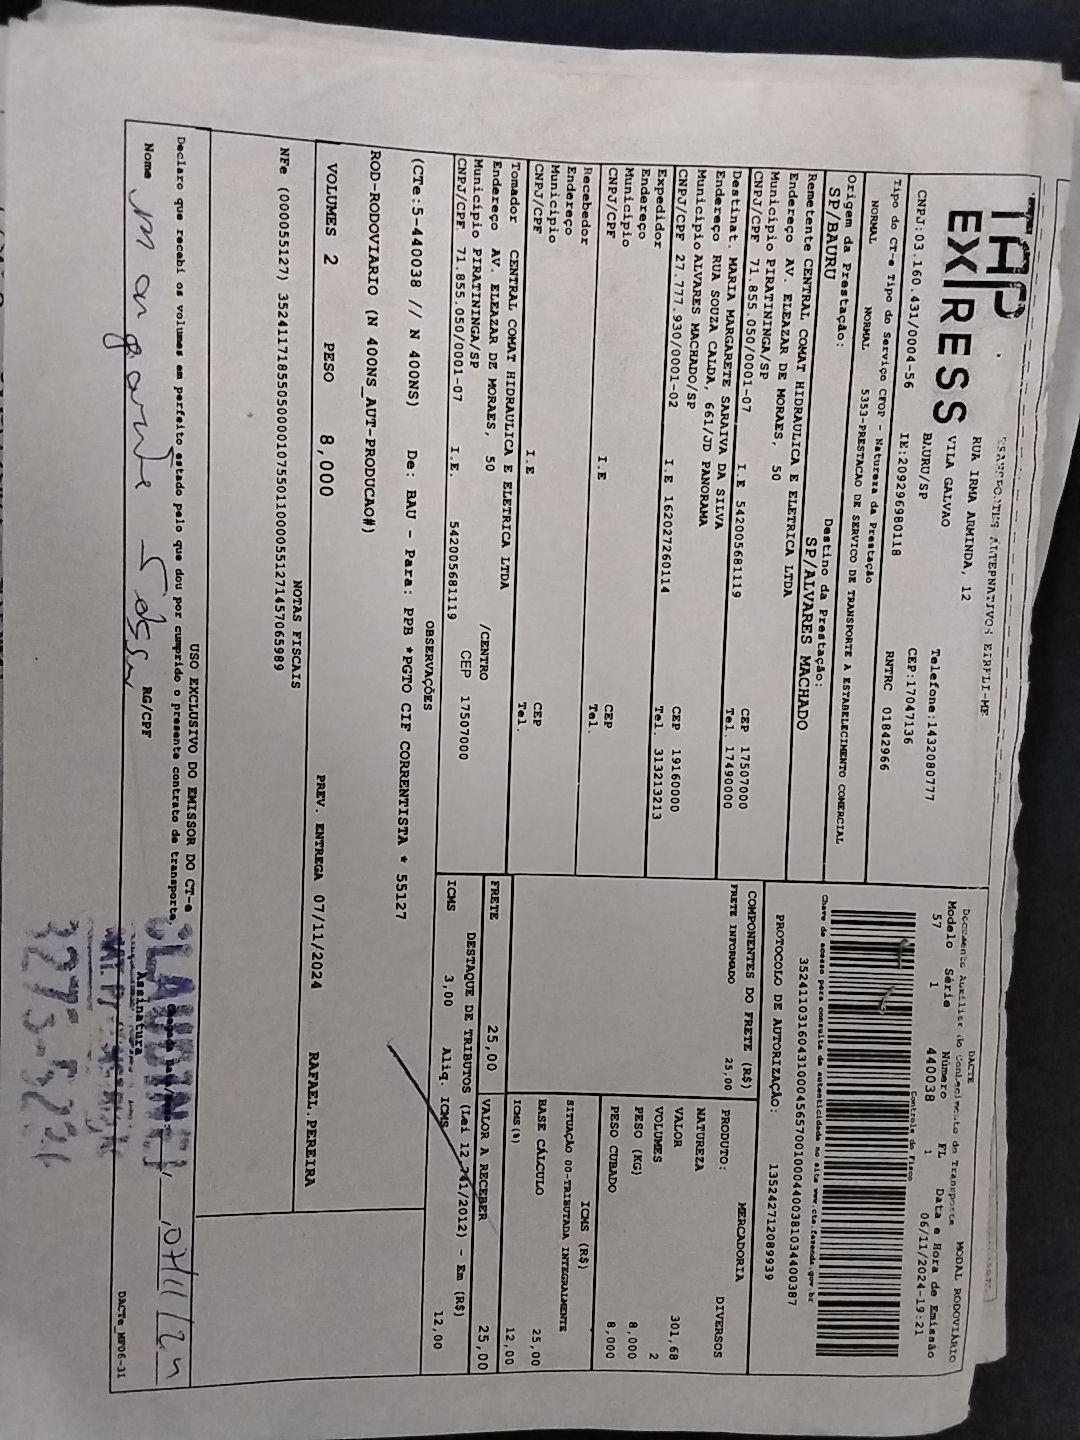 TAP EXPRESS
TRANSPORTES ALTERNATIVOS EIRELI-ME
RUA IRMA ARMINDA, 12
VILA GALVAO
BAURU/SP
Telefone:1432080777
CEP:17047136
CNPJ:03.160.431/0004-56 IE:209296980118 RNTRC 01842966
Tipo do CT-e Tipo do Serviço CFOP - Natureza da Prestação
NORMAL NORMAL 5353-PRESTACAO DE SERVICO DE TRANSPORTE A ESTABELECIMENTO COMERCIAL
Origem da Prestação: Destino da Prestação:
SP/BAURU SP/ALVARES MACHADO
Remetente CENTRAL COMAT HIDRAULICA E ELETRICA LTDA
Endereço AV. ELEAZAR DE MORAES, 50
Município PIRATININGA/SP CEP 17507000
CNPJ/CPF 71.855.050/0001-07 I.E 542005681119 Tel. 17490000
Destinat. MARIA MARGARETE SARAIVA DA SILVA
Endereço RUA SOUZA CALDA, 661/JD PANORAMA
Município ALVARES MACHADO/SP CEP 19160000
CNPJ/CPF 27.777.930/0001-02 I.E 162027260114 Tel. 313213213
Expedidor
Endereço
Município CEP
CNPJ/CPF I.E Tel.
Recebedor
Endereço
Município CEP
CNPJ/CPF I.E Tel.
Tomador CENTRAL COMAT HIDRAULICA E ELETRICA LTDA
Endereço AV. ELEAZAR DE MORAES, 50 /CENTRO
Município PIRATININGA/SP CEP 17507000
CNPJ/CPF 71.855.050/0001-07 I.E. 542005681119
DACTE MODAL RODOVIÁRIO
Documento Auxiliar do Conhecimento de Transporte
Modelo Série Número FL Data e Hora de Emissão
57 1 440038 1 06/11/2024-19:21
Controle do Fisco
Chave de acesso para consulta de autenticidade no site www.cte.fazenda.gov.br
35241103160431000456570010004400381034400387
PROTOCOLO DE AUTORIZAÇÃO: 135242712089939
COMPONENTES DO FRETE (R$)
FRETE INFORMADO 25,00
PRODUTO: MERCADORIA
NATUREZA DIVERSOS
VALOR 301,68
VOLUMES 2
PESO (KG) 8,000
PESO CUBADO 8,000
ICMS (R$)
SITUAÇÃO 00-TRIBUTADA INTEGRALMENTE
BASE CÁLCULO 25,00
ICMS(%) 12,00
FRETE 25,00 VALOR A RECEBER 25,00
DESTAQUE DE TRIBUTOS (Lei 12.741/2012) - Em (R$)
ICMS 3,00 Aliq. ICMS 12,00
OBSERVAÇÕES
(CTe:5-440038 // N 400NS) De: BAU - Para: PPB *PGTO CIF CORRENTISTA * 55127
ROD-RODOVIARIO (N 400NS_AUT-PRODUCAO#)
VOLUMES 2 PESO 8,000 PREV. ENTREGA 07/11/2024 RAFAEL.PEREIRA
NOTAS FISCAIS
NFe (000055127) 35241171855050000107550110000551271457065989
USO EXCLUSIVO DO EMISSOR DO CT-e
Declaro que recebi os volumes em perfeito estado pelo que dou por cumprido o presente contrato de transporte.
Nome RG/CPF Assinatura 07/11/24
DACTe_MP06-31
CLAUDINEI
3273-5221